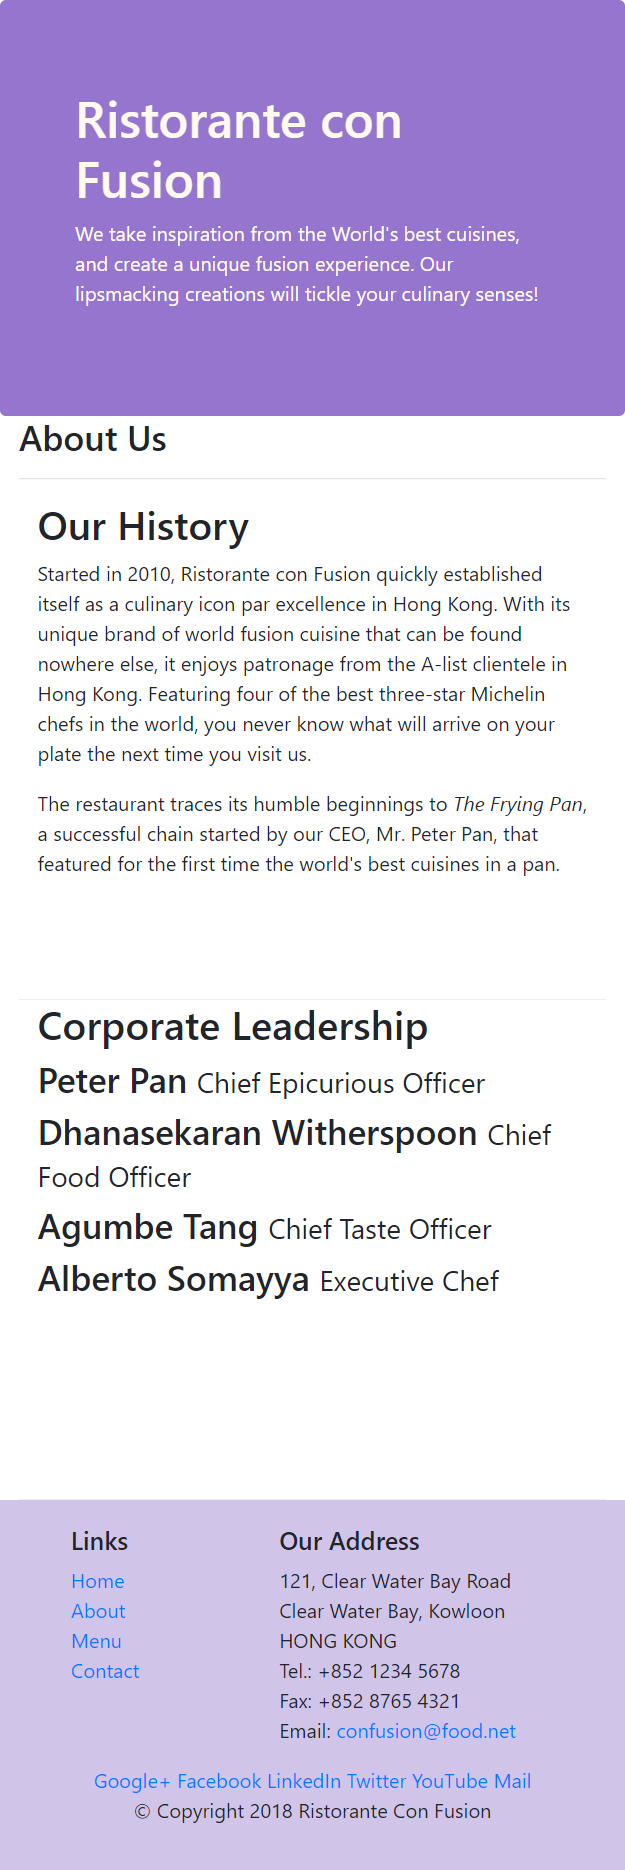 Ristorante con
Fusion
We take inspiration from the World's best cuisines,
and create a unique fusion experience. Our
lipsmacking creations will tickle your culinary senses!
About Us
Our History
Started in 2010, Ristorante con Fusion quickly established
itself as a culinary icon par excellence in Hong Kong. With its
unique brand of world fusion cuisine that can be found
nowhere else, it enjoys patronage from the A-list clientele in
Hong Kong. Featuring four of the best three-star Michelin
chefs in the world, you never know what will arrive on your
plate the next time you visit us.
The restaurant traces its humble beginnings to The Frying Pan,
a successful chain started by our CEO, Mr. Peter Pan, that
featured for the first time the world's best cuisines in a pan.
Corporate Leadership
Peter Pan Chief Epicurious Officer
Dhanasekaran Witherspoon Chief
Food Officer
Agumbe Tang Chief Taste Officer
Alberto Somayya Executive Chef
Links
Home
About
Menu
Contact
Our Address
121, Clear Water Bay Road
Clear Water Bay, Kowloon
HONG KONG
Tel.: +852 1234 5678
Fax: +852 8765 4321
Email: confusion@food.net
Google+ Facebook LinkedIn Twitter YouTube Mail
© Copyright 2018 Ristorante Con Fusion